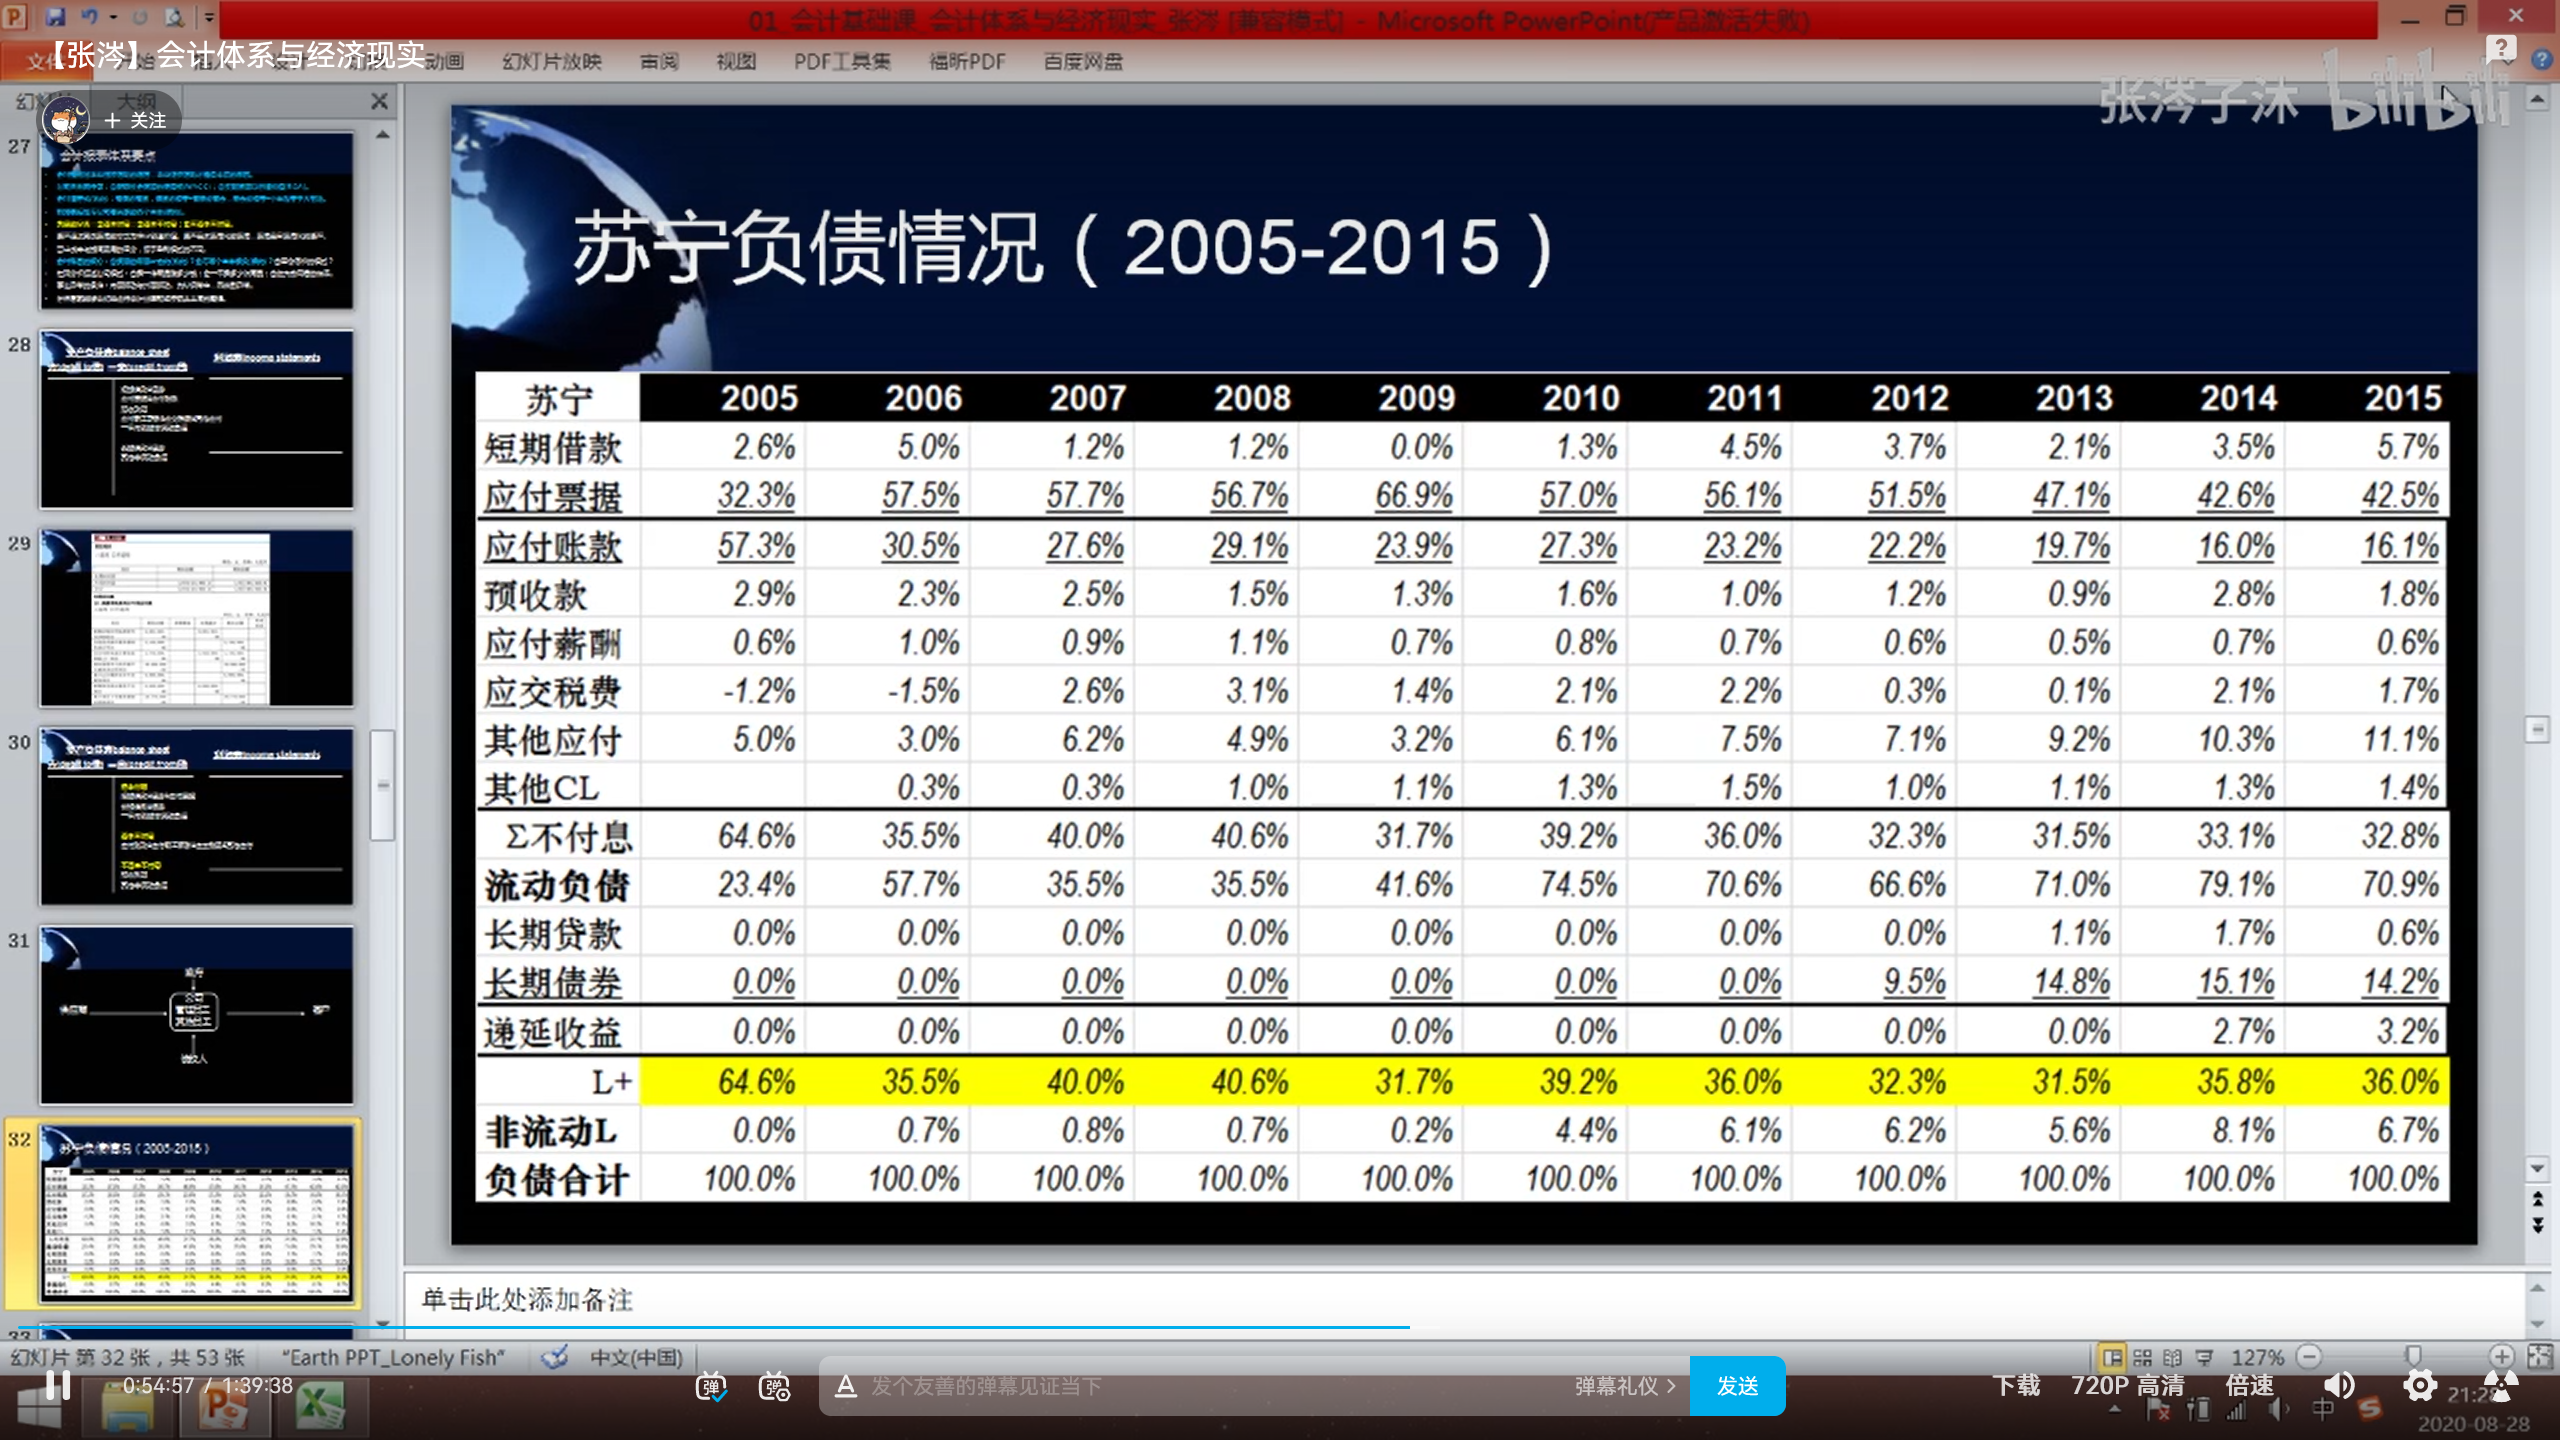 01_会计基础课_会计体系与经济现实_张涔 [兼容模式] - Microsoft PowerPoint(产品激活失败)
【张涔】会计体系与经济现实
动画 幻灯片放映 审阅 视图 PDF工具集 福昕PDF 百度网盘
大纲
+ 关注
张涔子沐 bilibili
27
28
29
30
31
32
苏宁负债情况（2005-2015）
苏宁 2005 2006 2007 2008 2009 2010 2011 2012 2013 2014 2015
短期借款 2.6% 5.0% 1.2% 1.2% 0.0% 1.3% 4.5% 3.7% 2.1% 3.5% 5.7%
应付票据 32.3% 57.5% 57.7% 56.7% 66.9% 57.0% 56.1% 51.5% 47.1% 42.6% 42.5%
应付账款 57.3% 30.5% 27.6% 29.1% 23.9% 27.3% 23.2% 22.2% 19.7% 16.0% 16.1%
预收款 2.9% 2.3% 2.5% 1.5% 1.3% 1.6% 1.0% 1.2% 0.9% 2.8% 1.8%
应付薪酬 0.6% 1.0% 0.9% 1.1% 0.7% 0.8% 0.7% 0.6% 0.5% 0.7% 0.6%
应交税费 -1.2% -1.5% 2.6% 3.1% 1.4% 2.1% 2.2% 0.3% 0.1% 2.1% 1.7%
其他应付 5.0% 3.0% 6.2% 4.9% 3.2% 6.1% 7.5% 7.1% 9.2% 10.3% 11.1%
其他CL 0.3% 0.3% 1.0% 1.1% 1.3% 1.5% 1.0% 1.1% 1.3% 1.4%
Σ不付息 64.6% 35.5% 40.0% 40.6% 31.7% 39.2% 36.0% 32.3% 31.5% 33.1% 32.8%
流动负债 23.4% 57.7% 35.5% 35.5% 41.6% 74.5% 70.6% 66.6% 71.0% 79.1% 70.9%
长期贷款 0.0% 0.0% 0.0% 0.0% 0.0% 0.0% 0.0% 0.0% 1.1% 1.7% 0.6%
长期债券 0.0% 0.0% 0.0% 0.0% 0.0% 0.0% 0.0% 9.5% 14.8% 15.1% 14.2%
递延收益 0.0% 0.0% 0.0% 0.0% 0.0% 0.0% 0.0% 0.0% 0.0% 2.7% 3.2%
L+ 64.6% 35.5% 40.0% 40.6% 31.7% 39.2% 36.0% 32.3% 31.5% 35.8% 36.0%
非流动L 0.0% 0.7% 0.8% 0.7% 0.2% 4.4% 6.1% 6.2% 5.6% 8.1% 6.7%
负债合计 100.0% 100.0% 100.0% 100.0% 100.0% 100.0% 100.0% 100.0% 100.0% 100.0% 100.0%
单击此处添加备注
幻灯片 第 32 张，共 53 张 "Earth PPT_Lonely Fish" 中文(中国) 127%
0:54:57 / 1:39:38 弹 弹 A 发个友善的弹幕见证当下 弹幕礼仪 > 发送 下载 720P 高清 倍速
中
2020-08-28